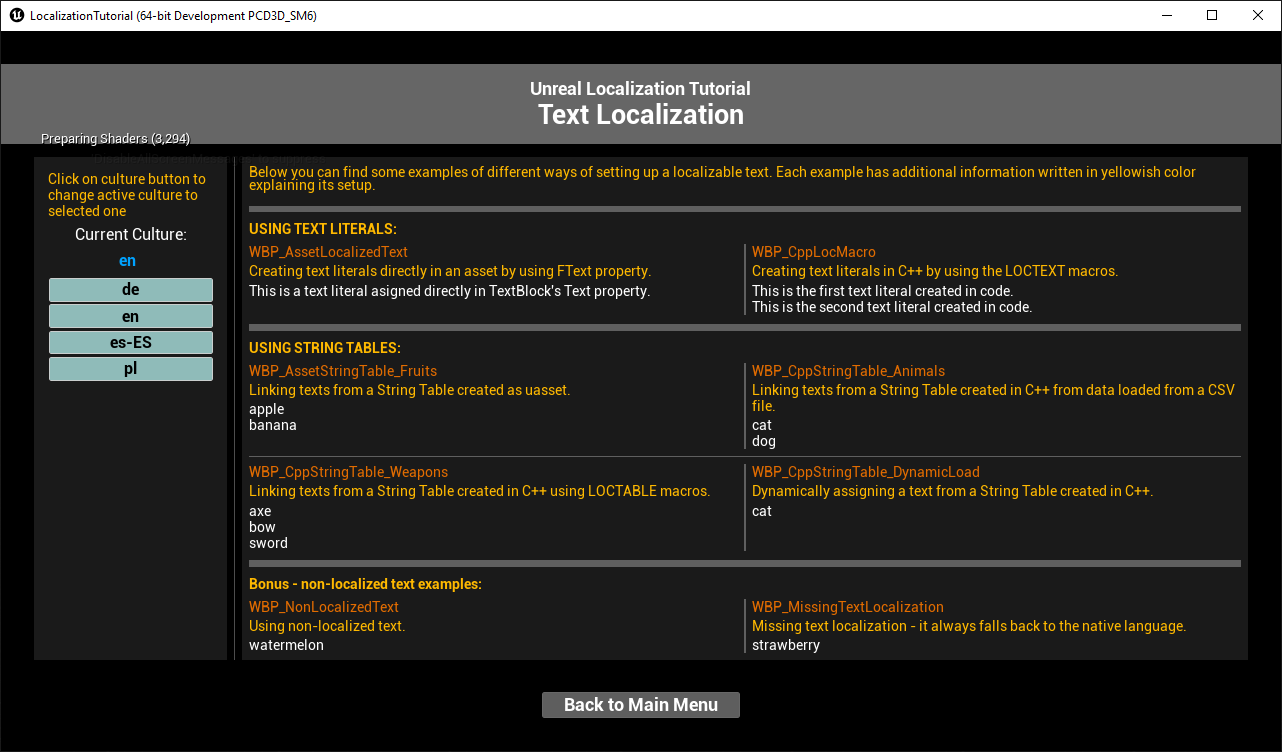 LocalizationTutorial (64-bit Development PCD3D_SM6)
Unreal Localization Tutorial
Text Localization
Preparing Shaders (3,294)
Click on culture button to
change active culture to
selected one
Current Culture:
en
de
en
es-ES
pl
Below you can find some examples of different ways of setting up a localizable text. Each example has additional information written in yellowish color
explaining its setup.
USING TEXT LITERALS:
WBP_AssetLocalizedText
Creating text literals directly in an asset by using FText property.
This is a text literal asigned directly in TextBlock's Text property.
WBP_CppLocMacro
Creating text literals in C++ by using the LOCTEXT macros.
This is the first text literal created in code.
This is the second text literal created in code.
USING STRING TABLES:
WBP_AssetStringTable_Fruits
Linking texts from a String Table created as uasset.
apple
banana
WBP_CppStringTable_Animals
Linking texts from a String Table created in C++ from data loaded from a CSV
file.
cat
dog
WBP_CppStringTable_Weapons
Linking texts from a String Table created in C++ using LOCTABLE macros.
axe
bow
sword
WBP_CppStringTable_DynamicLoad
Dynamically assigning a text from a String Table created in C++.
cat
Bonus - non-localized text examples:
WBP_NonLocalizedText
Using non-localized text.
watermelon
WBP_MissingTextLocalization
Missing text localization - it always falls back to the native language.
strawberry
Back to Main Menu